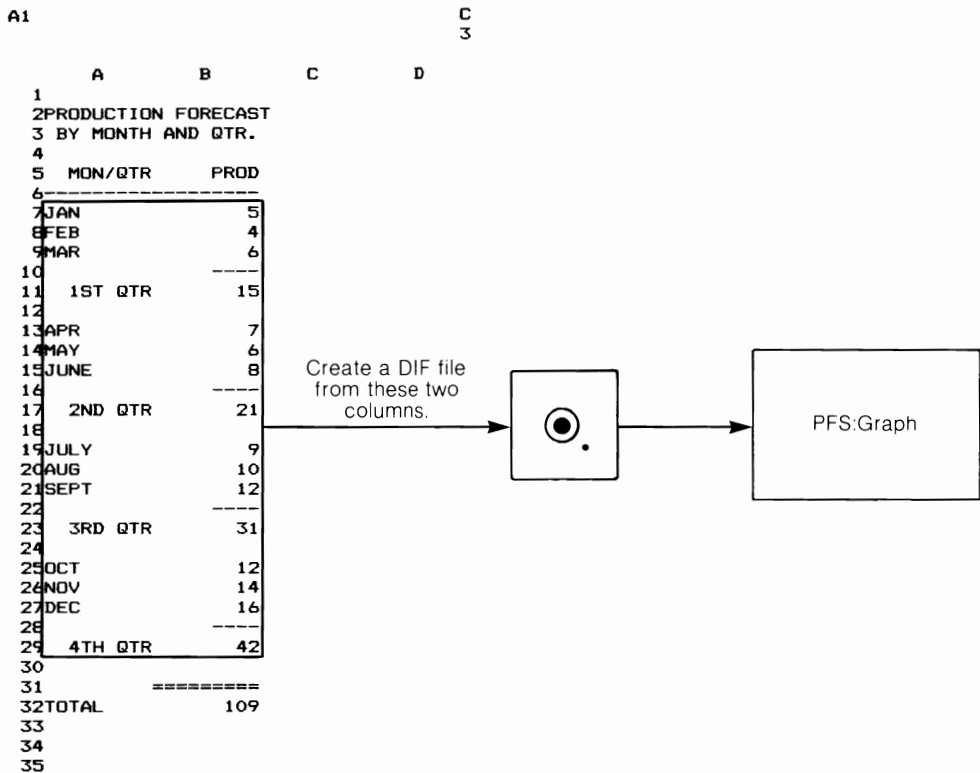 A1 C
3
A B C D
1
2PRODUCTION FORECAST
3 BY MONTH AND QTR.
4
5 MON/QTR PROD
6--------------------
7JAN 5
8FEB 4
9MAR 6
10 ----
11 1ST QTR 15
12
13APR 7
14MAY 6
15JUNE 8
16 ----
17 2ND QTR 21
18
19JULY 9
20AUG 10
21SEPT 12
22 ----
23 3RD QTR 31
24
25OCT 12
26NOV 14
27DEC 16
28 ----
29 4TH QTR 42
30
31 =========
32TOTAL 109
33
34
35
Create a DIF file
from these two
columns.
PFS:Graph